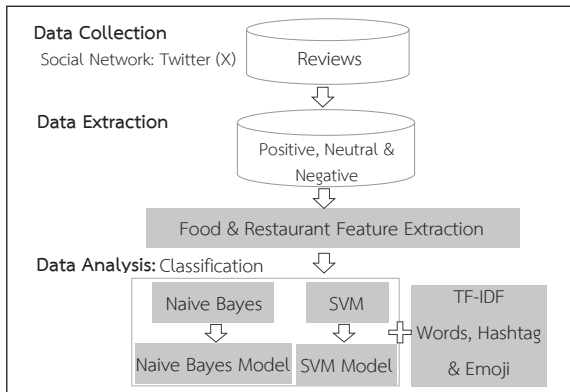 Data Collection
Social Network: Twitter (X)
Reviews
Data Extraction
Positive, Neutral &
Negative
Food & Restaurant Feature Extraction
Data Analysis: Classification
Naive Bayes
SVM
Naive Bayes Model
SVM Model
TF-IDF
Words, Hashtag
& Emoji